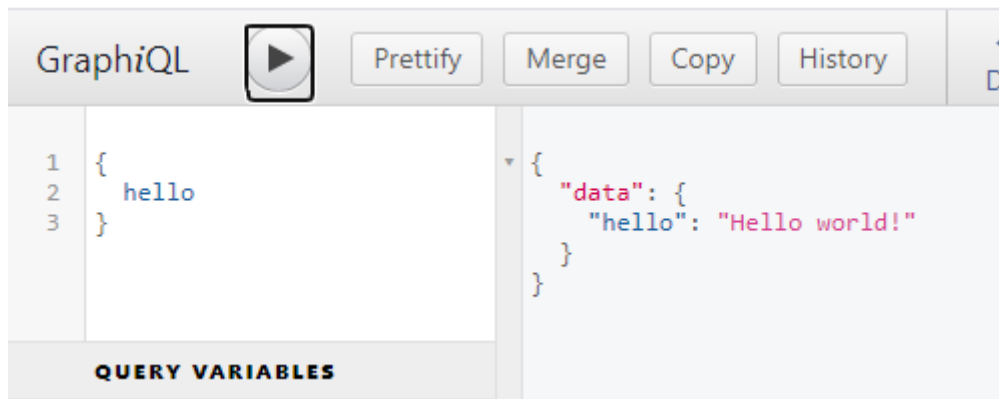 GraphiQL Prettify Merge Copy History D
1 {
2 hello
3 }
{
"data": {
"hello": "Hello world!"
}
}
QUERY VARIABLES